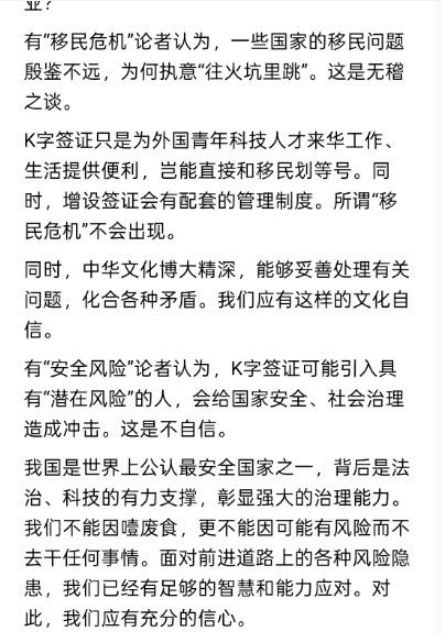 业？
有“移民危机”论者认为，一些国家的移民问题
殷鉴不远，为何执意“往火坑里跳”。这是无稽
之谈。
K字签证只是为外国青年科技人才来华工作、
生活提供便利，岂能直接和移民划等号。同
时，增设签证会有配套的管理制度。所谓“移
民危机”不会出现。
同时，中华文化博大精深，能够妥善处理有关
问题，化合各种矛盾。我们应有这样的文化自
信。
有“安全风险”论者认为，K字签证可能引入具
有“潜在风险”的人，会给国家安全、社会治理
造成冲击。这是不自信。
我国是世界上公认最安全国家之一，背后是法
治、科技的有力支撑，彰显强大的治理能力。
我们不能因噎废食，更不能因可能有风险而不
去干任何事情。面对前进道路上的各种风险隐
患，我们已经有足够的智慧和能力应对。对
此，我们应有充分的信心。